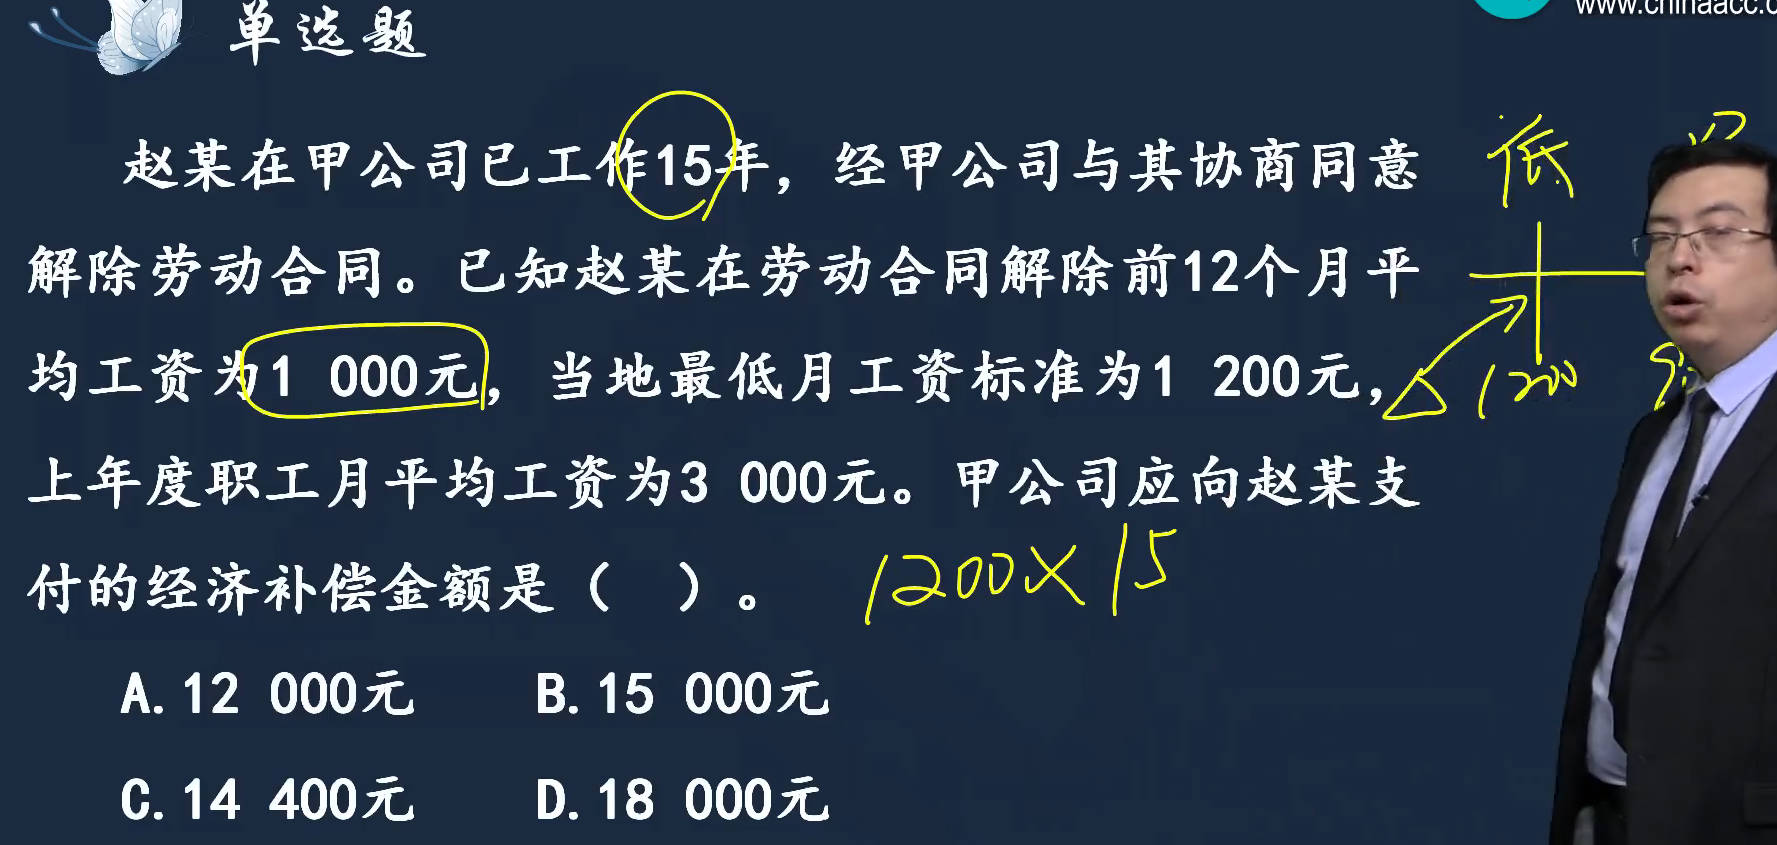 www.chinaacc.c
单选题
赵某在甲公司已工作15年，经甲公司与其协商同意
解除劳动合同。已知赵某在劳动合同解除前12个月平
均工资为1 000元，当地最低月工资标准为1 200元，
上年度职工月平均工资为3 000元。甲公司应向赵某支
付的经济补偿金额是（ ）。
1200×15
A.12 000元 B.15 000元
C.14 400元 D.18 000元
低
1200